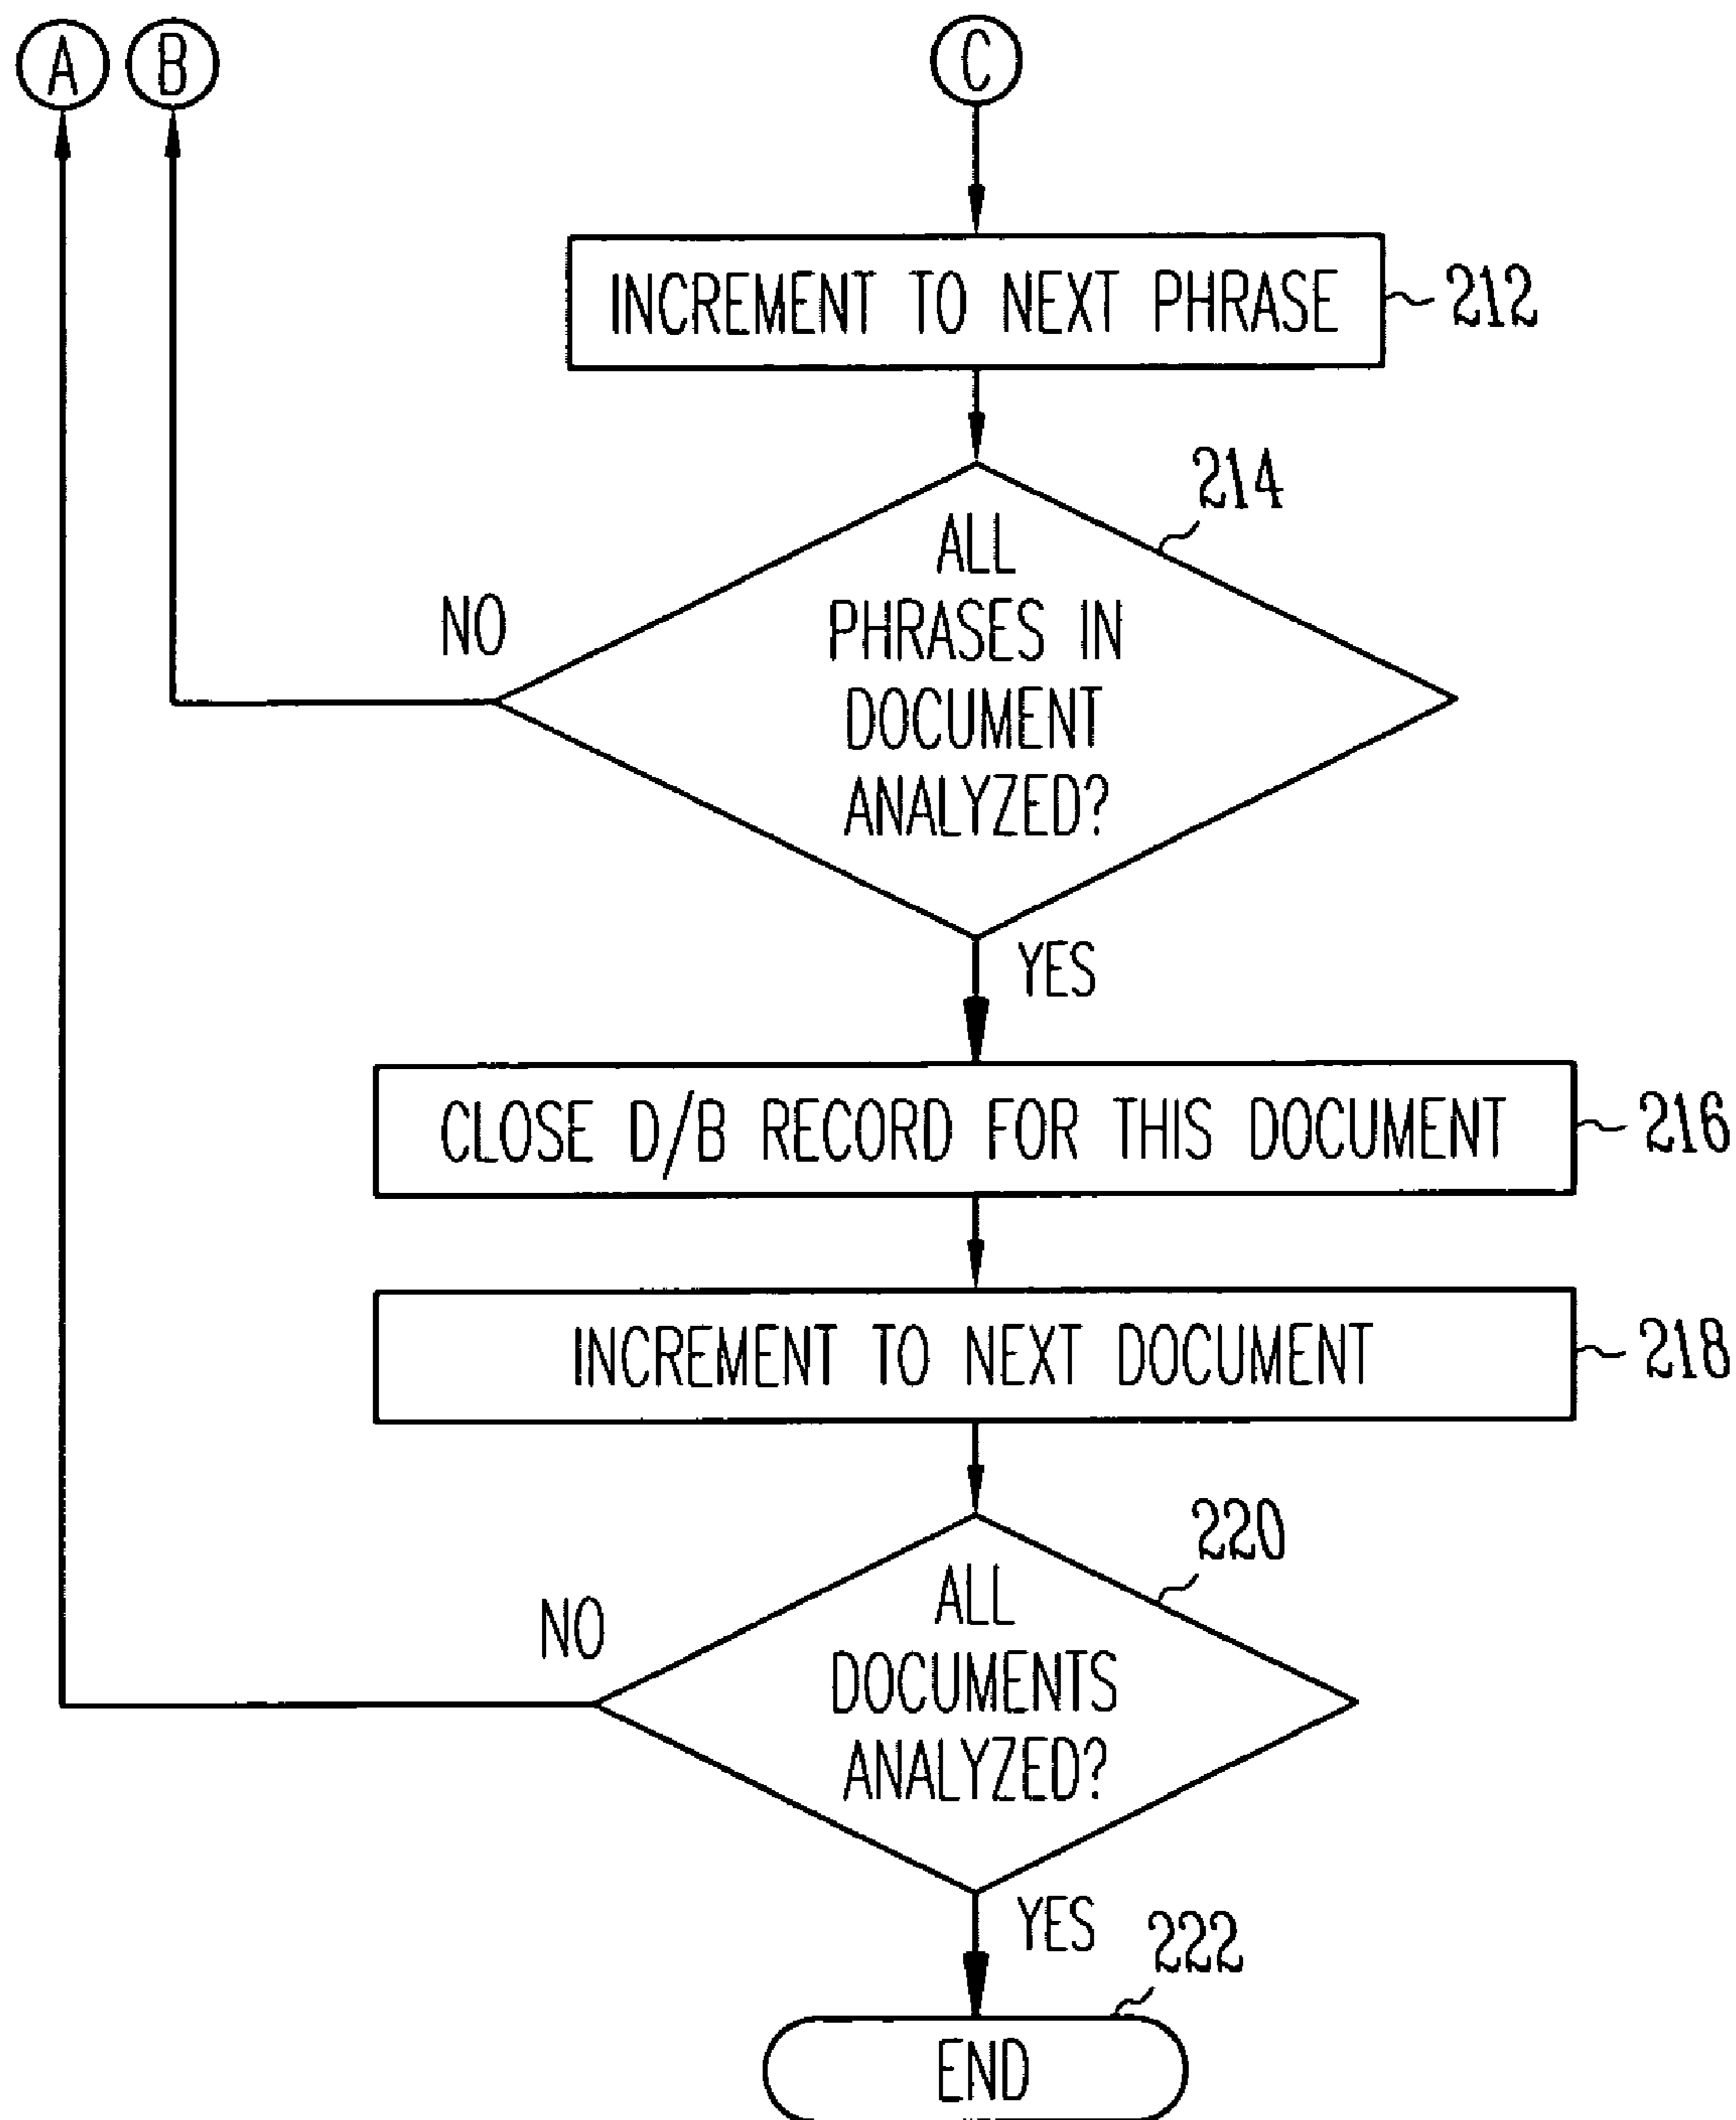 A B C
INCREMENT TO NEXT PHRASE 212
214
ALL
PHRASES IN
DOCUMENT
ANALYZED?
NO
YES
CLOSE D/B RECORD FOR THIS DOCUMENT 216
INCREMENT TO NEXT DOCUMENT 218
220
ALL
DOCUMENTS
ANALYZED?
NO
YES
222
END